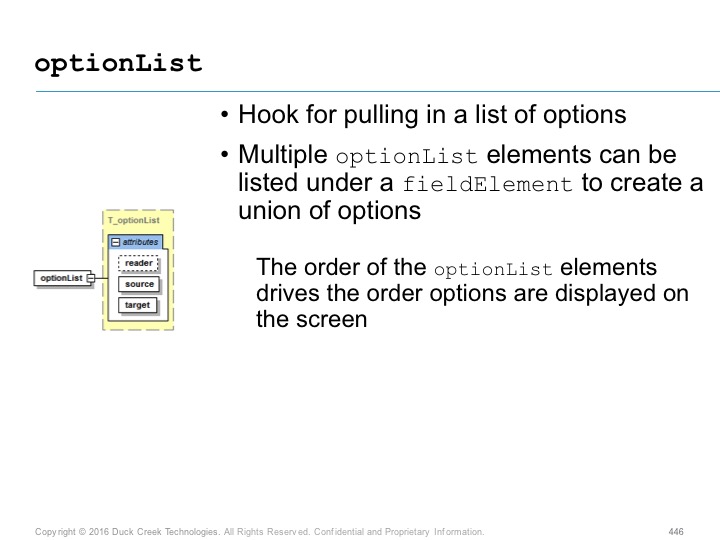 optionList
• Hook for pulling in a list of options
• Multiple optionList elements can be
listed under a fieldElement to create a
union of options
The order of the optionList elements
drives the order options are displayed on
the screen
T_optionList
attributes
reader
optionList
source
target
Copyright © 2016 Duck Creek Technologies. All Rights Reserved. Confidential and Proprietary Information.
446